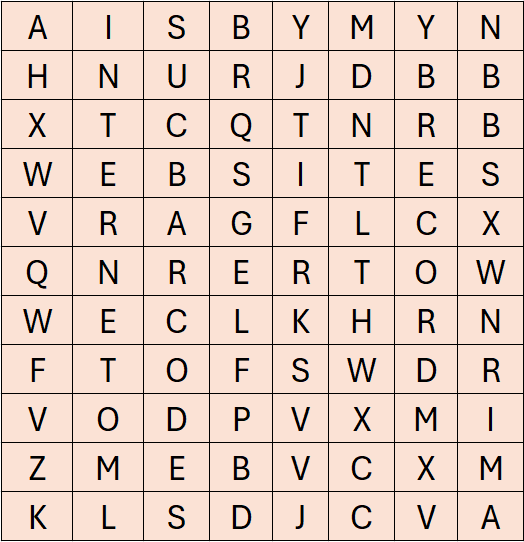 A I S B Y M Y N
H N U R J D B B
X T C Q T N R B
W E B S I T E S
V R A G F L C X
Q N R E R T O W
W E C L K H R N
F T O F S W D R
V O D P V X M I
Z M E B V C X M
K L S D J C V A